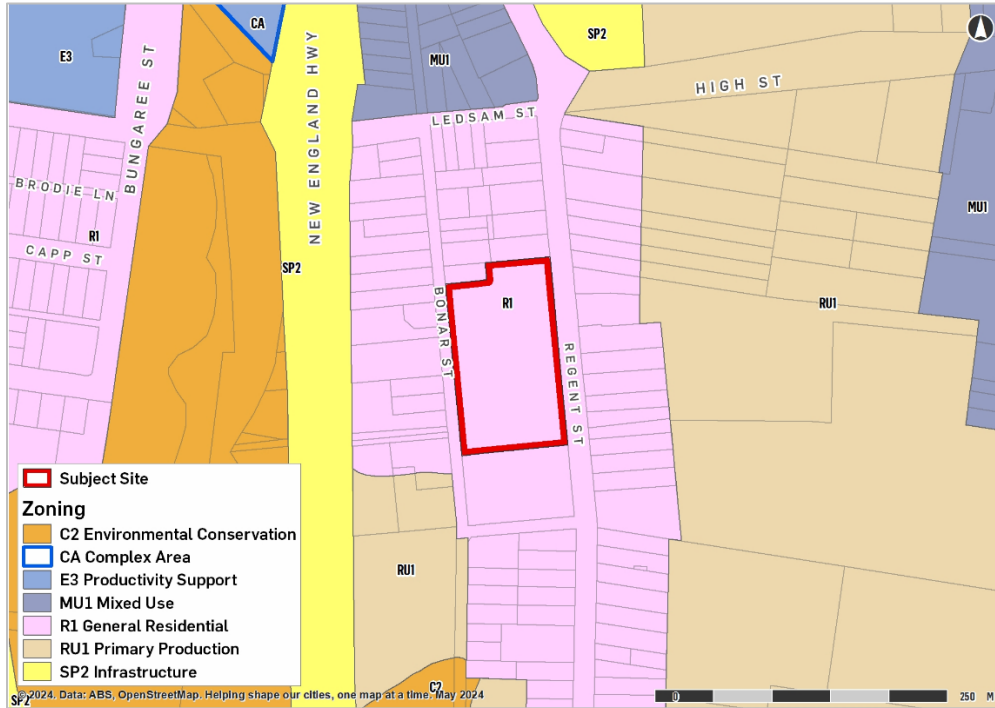 CA
E3
SP2
MU1
BUNGAREE ST
NEW ENGLAND HWY
HIGH ST
LEDSAM ST
BRODIE LN
MU1
R1
CAPP ST
SP2
R1
RU1
BONAR ST
REGENT ST
RU1
C2
Subject Site
Zoning
C2 Environmental Conservation
CA Complex Area
E3 Productivity Support
MU1 Mixed Use
R1 General Residential
RU1 Primary Production
SP2 Infrastructure
SP2
© 2024. Data: ABS, OpenStreetMap. Helping shape our cities, one map at a time. May 2024
0 250 M